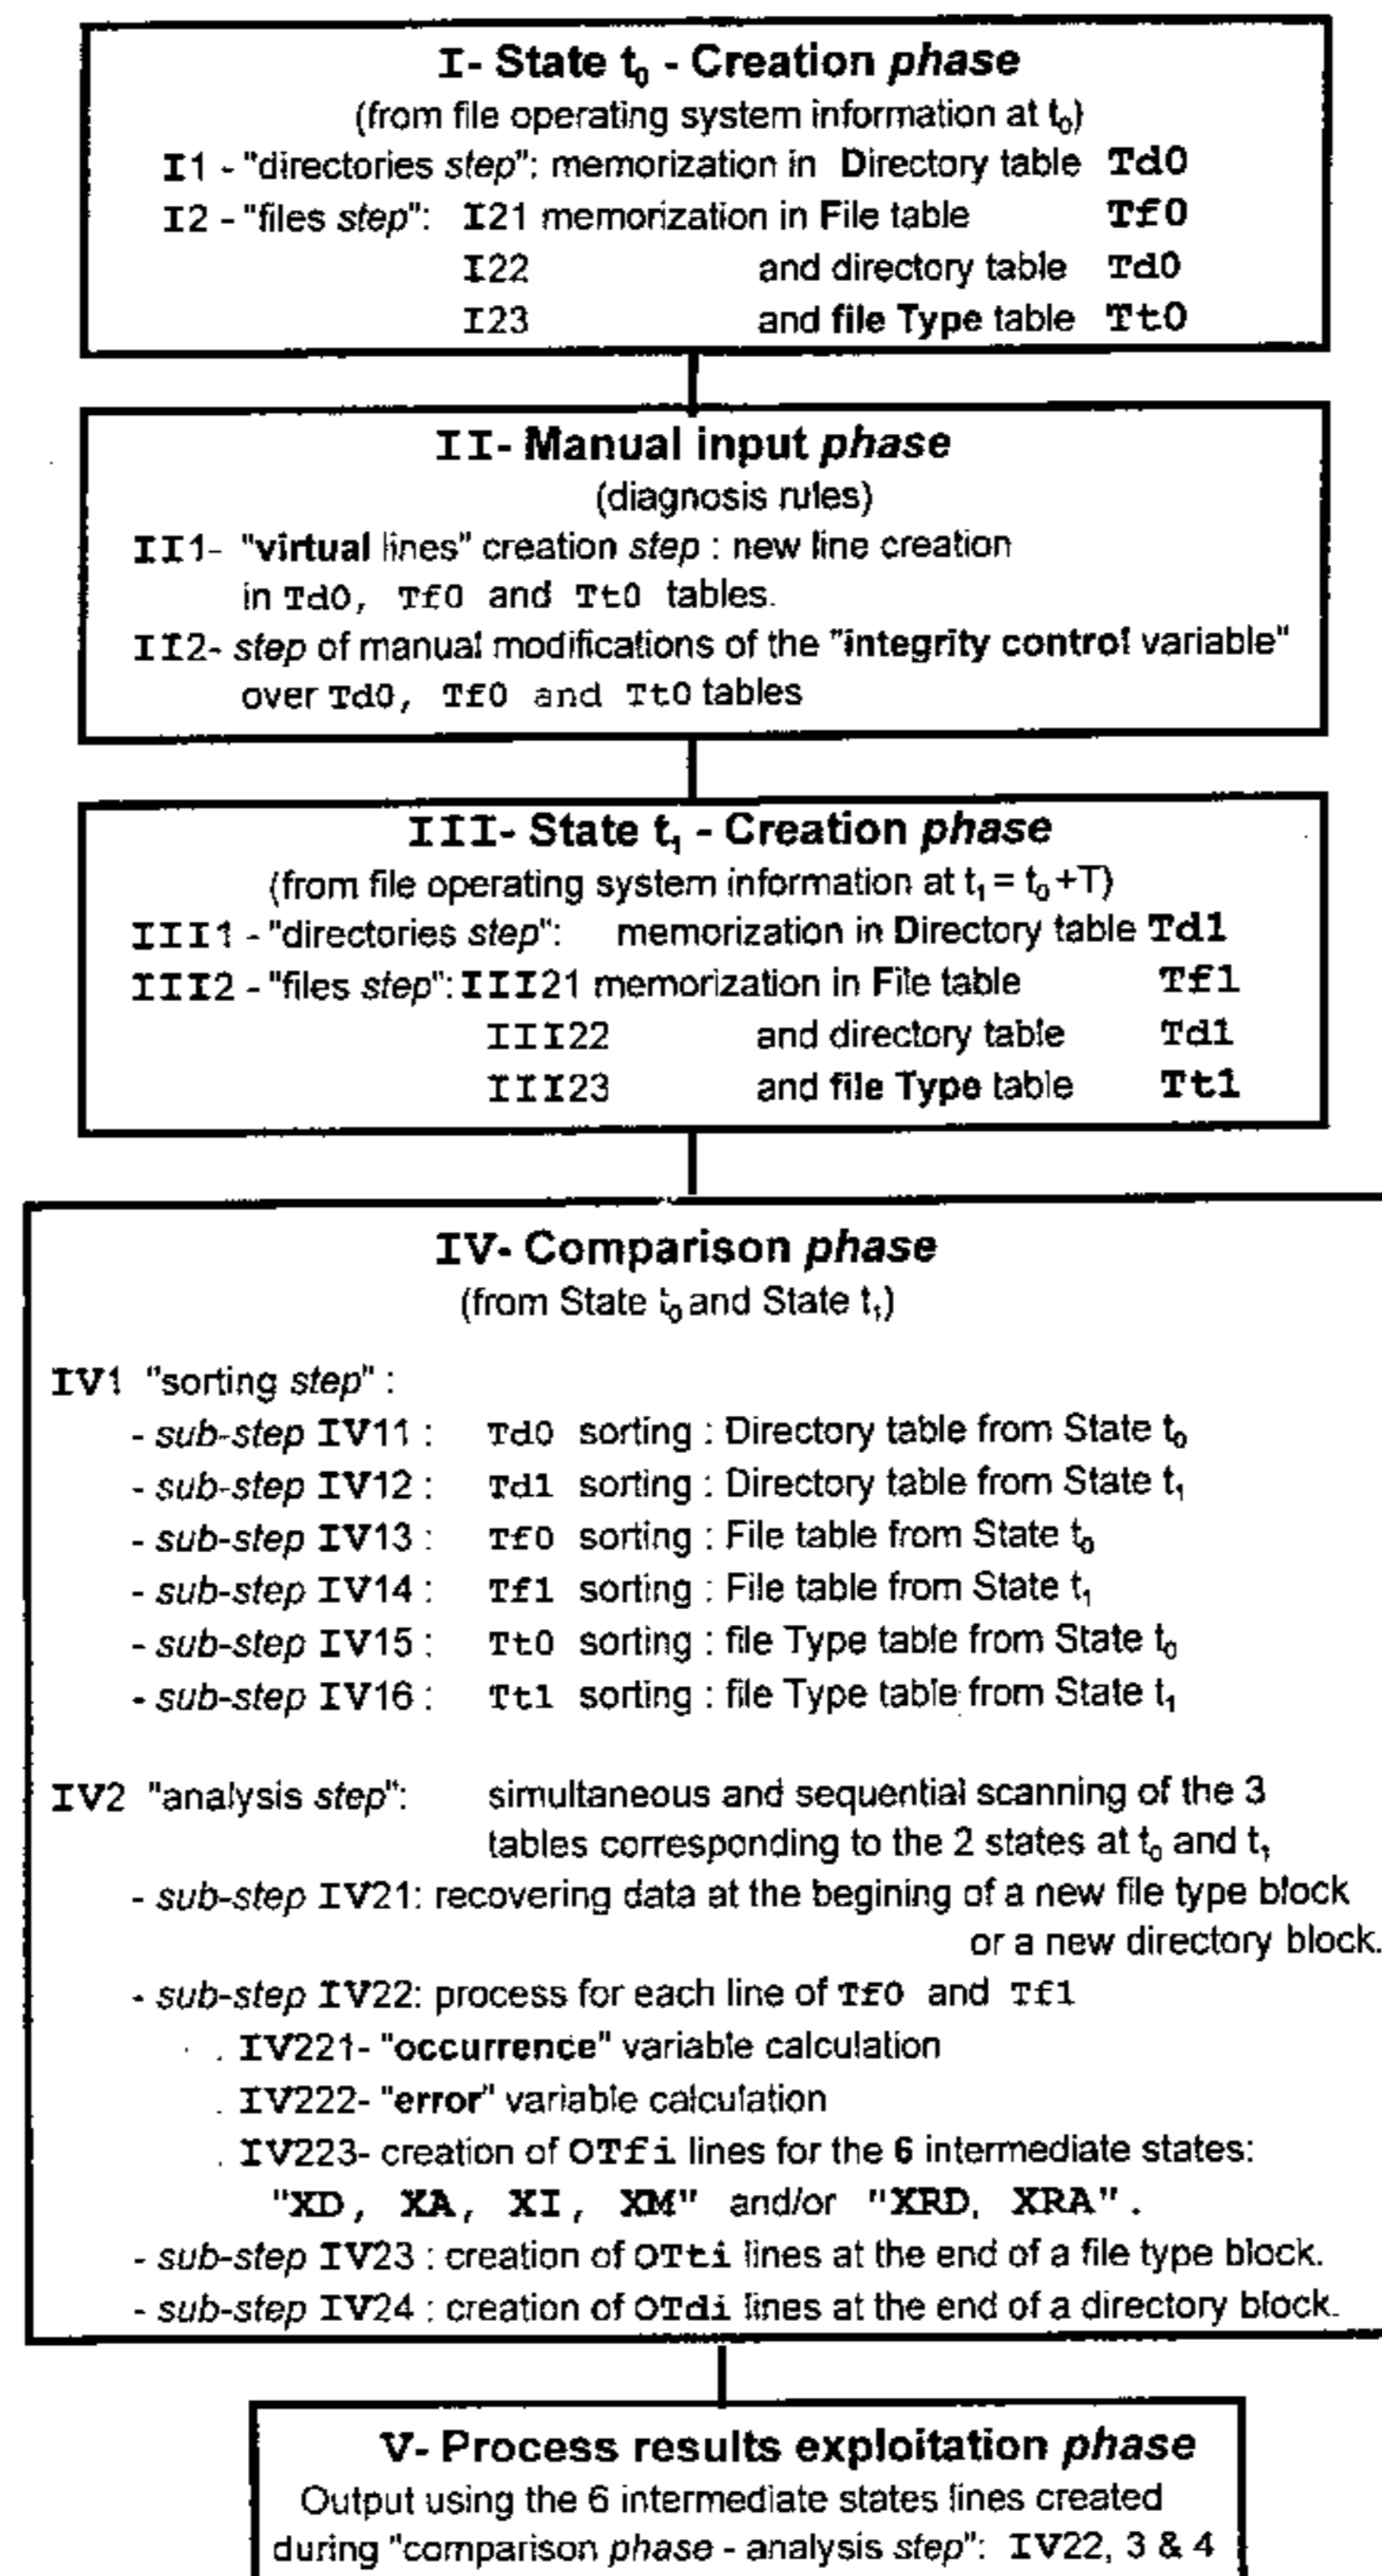 I- State t₀ - Creation phase
(from file operating system information at t₀)
I1 - "directories step": memorization in Directory table Td0
I2 - "files step": I21 memorization in File table Tf0
I22 and directory table Td0
I23 and file Type table Tt0
II- Manual input phase
(diagnosis rules)
II1- "virtual lines" creation step : new line creation
in Td0, Tf0 and Tt0 tables.
II2- step of manual modifications of the "integrity control variable"
over Td0, Tf0 and Tt0 tables
III- State t₁ - Creation phase
(from file operating system information at t₁ = t₀ +T)
III1 - "directories step": memorization in Directory table Td1
III2 - "files step": III21 memorization in File table Tf1
III22 and directory table Td1
III23 and file Type table Tt1
IV- Comparison phase
(from State t₀ and State t₁)
IV1 "sorting step" :
- sub-step IV11 : Td0 sorting : Directory table from State t₀
- sub-step IV12 : Td1 sorting : Directory table from State t₁
- sub-step IV13 : Tf0 sorting : File table from State t₀
- sub-step IV14 : Tf1 sorting : File table from State t₁
- sub-step IV15 : Tt0 sorting : file Type table from State t₀
- sub-step IV16 : Tt1 sorting : file Type table from State t₁
IV2 "analysis step": simultaneous and sequential scanning of the 3
tables corresponding to the 2 states at t₀ and t₁
- sub-step IV21: recovering data at the begining of a new file type block
or a new directory block.
- sub-step IV22: process for each line of Tf0 and Tf1
. IV221- "occurrence" variable calculation
. IV222- "error" variable calculation
. IV223- creation of OTfi lines for the 6 intermediate states:
"XD, XA, XI, XM" and/or "XRD, XRA".
- sub-step IV23 : creation of OTti lines at the end of a file type block.
- sub-step IV24 : creation of OTdi lines at the end of a directory block.
V- Process results exploitation phase
Output using the 6 intermediate states lines created
during "comparison phase - analysis step": IV22, 3 & 4